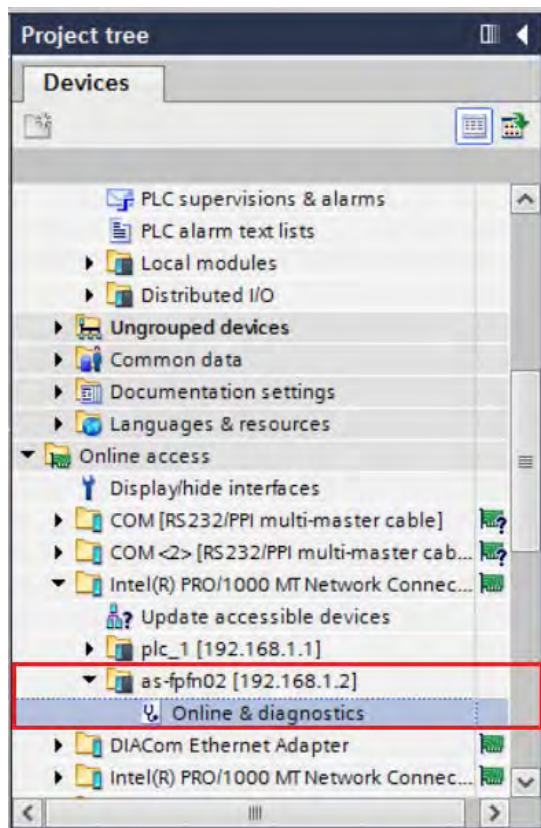 Project tree
Devices
PLC supervisions & alarms
PLC alarm text lists
Local modules
Distributed I/O
Ungrouped devices
Common data
Documentation settings
Languages & resources
Online access
Display/hide interfaces
COM [RS232/PPI multi-master cable]
COM <2> [RS232/PPI multi-master cab...
Intel(R) PRO/1000 MT Network Connec...
Update accessible devices
plc_1 [192.168.1.1]
as-fpfn02 [192.168.1.2]
Online & diagnostics
DIACom Ethernet Adapter
Intel(R) PRO/1000 MT Network Connec...